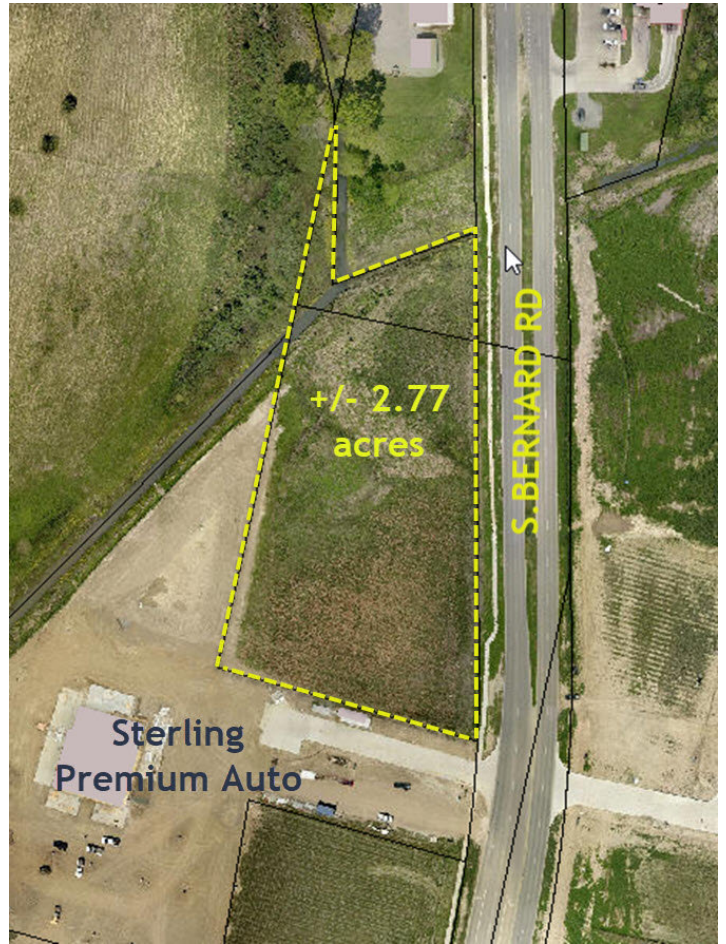 +/- 2.77
acres
S.BERNARD RD
Sterling
Premium Auto